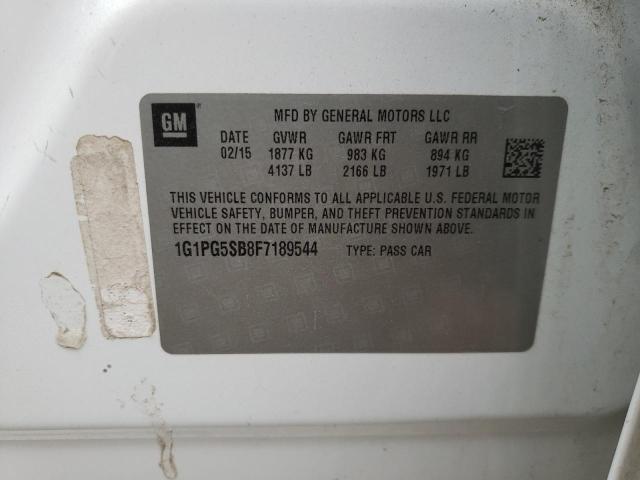 GM
MFD BY GENERAL MOTORS LLC
DATE GVWR GAWR FRT GAWR RR
02/15 1877 KG 983 KG 894 KG
4137 LB 2166 LB 1971 LB
THIS VEHICLE CONFORMS TO ALL APPLICABLE U.S. FEDERAL MOTOR
VEHICLE SAFETY, BUMPER, AND THEFT PREVENTION STANDARDS IN
EFFECT ON THE DATE OF MANUFACTURE SHOWN ABOVE.
1G1PG5SB8F7189544 TYPE: PASS CAR